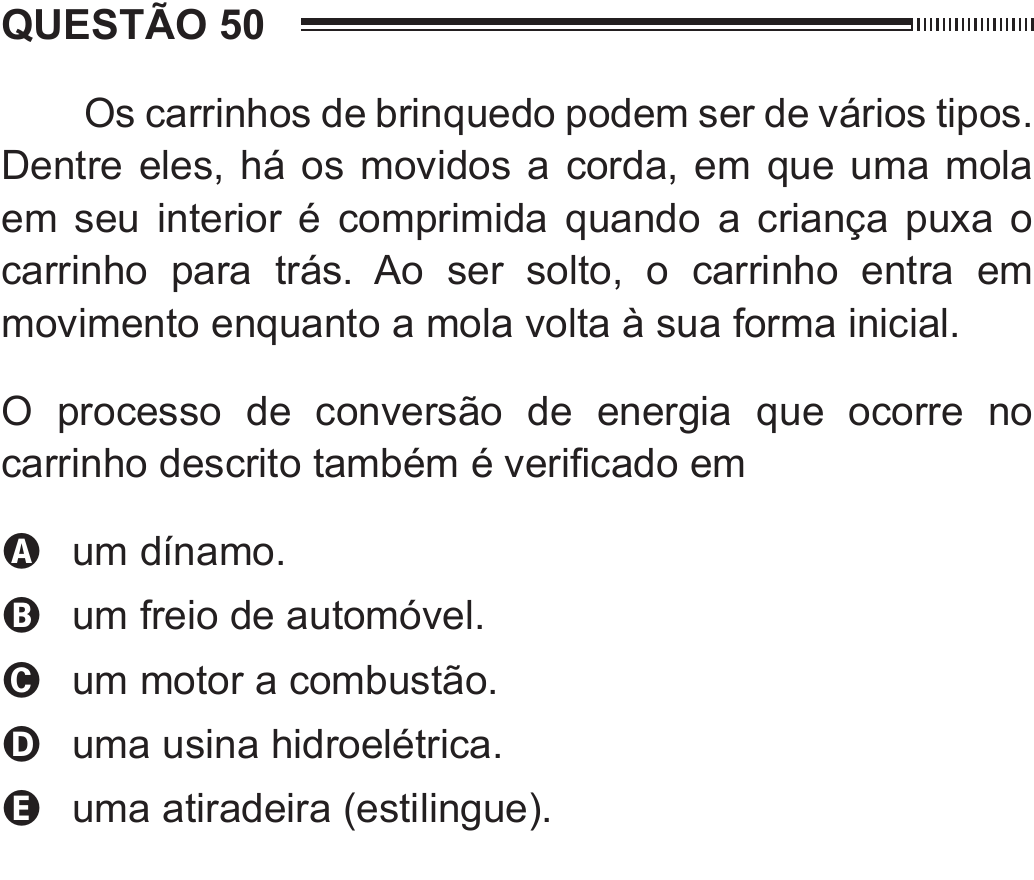 QUESTÃO 50
Os carrinhos de brinquedo podem ser de vários tipos.
Dentre eles, há os movidos a corda, em que uma mola
em seu interior é comprimida quando a criança puxa o
carrinho para trás. Ao ser solto, o carrinho entra em
movimento enquanto a mola volta à sua forma inicial.
O processo de conversão de energia que ocorre no
carrinho descrito também é verificado em
A um dínamo.
B um freio de automóvel.
C um motor a combustão.
D uma usina hidroelétrica.
E uma atiradeira (estilingue).